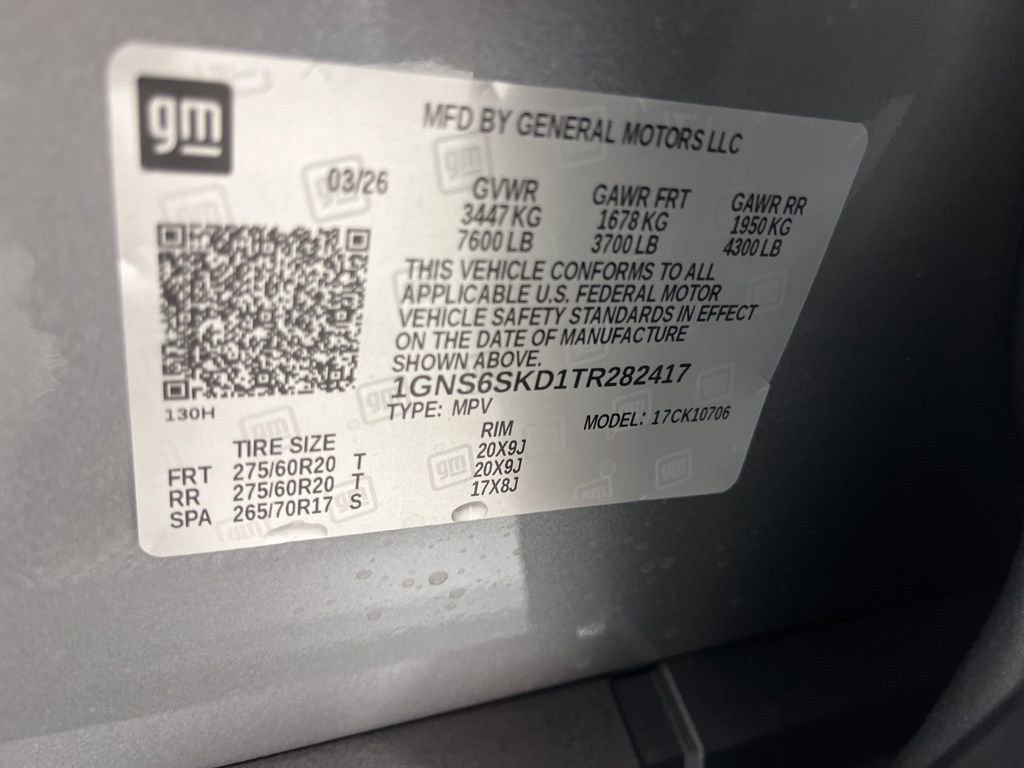 gm
MFD BY GENERAL MOTORS LLC
03/26
GVWR GAWR FRT GAWR RR
3447 KG 1678 KG 1950 KG
7600 LB 3700 LB 4300 LB
THIS VEHICLE CONFORMS TO ALL
APPLICABLE U.S. FEDERAL MOTOR
VEHICLE SAFETY STANDARDS IN EFFECT
ON THE DATE OF MANUFACTURE
SHOWN ABOVE.
1GNS6SKD1TR282417
130H
TYPE: MPV MODEL: 17CK10706
TIRE SIZE RIM
FRT 275/60R20 T 20X9J
RR 275/60R20 T 20X9J
SPA 265/70R17 S 17X8J